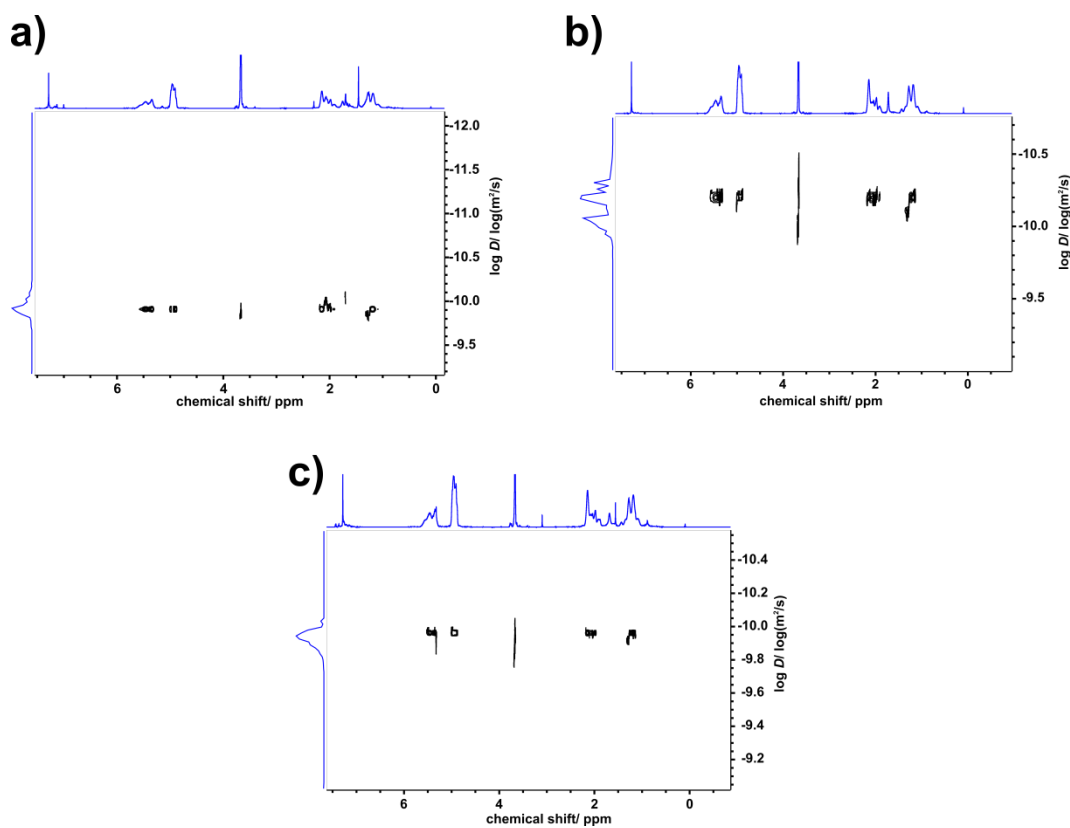 a)
-12.0
-11.5
-11.0
-10.5
-10.0
-9.5
log D/ log(m²/s)
6 4 2 0
chemical shift/ ppm
b)
-10.5
-10.0
-9.5
log D/ log(m²/s)
6 4 2 0
chemical shift/ ppm
c)
-10.4
-10.2
-10.0
-9.8
-9.6
-9.4
-9.2
log D/ log(m²/s)
6 4 2 0
chemical shift/ ppm